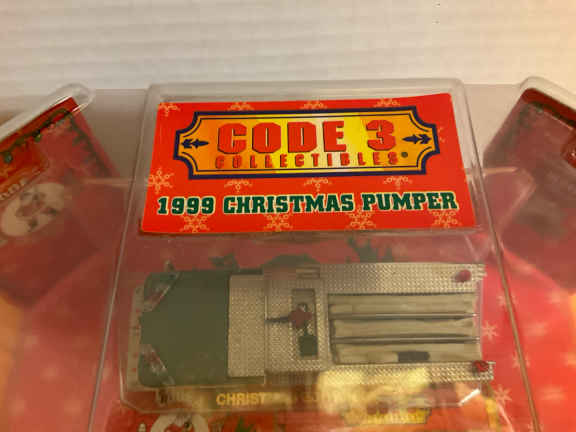 CODE 3
COLLECTIBLES®
1999 CHRISTMAS PUMPER